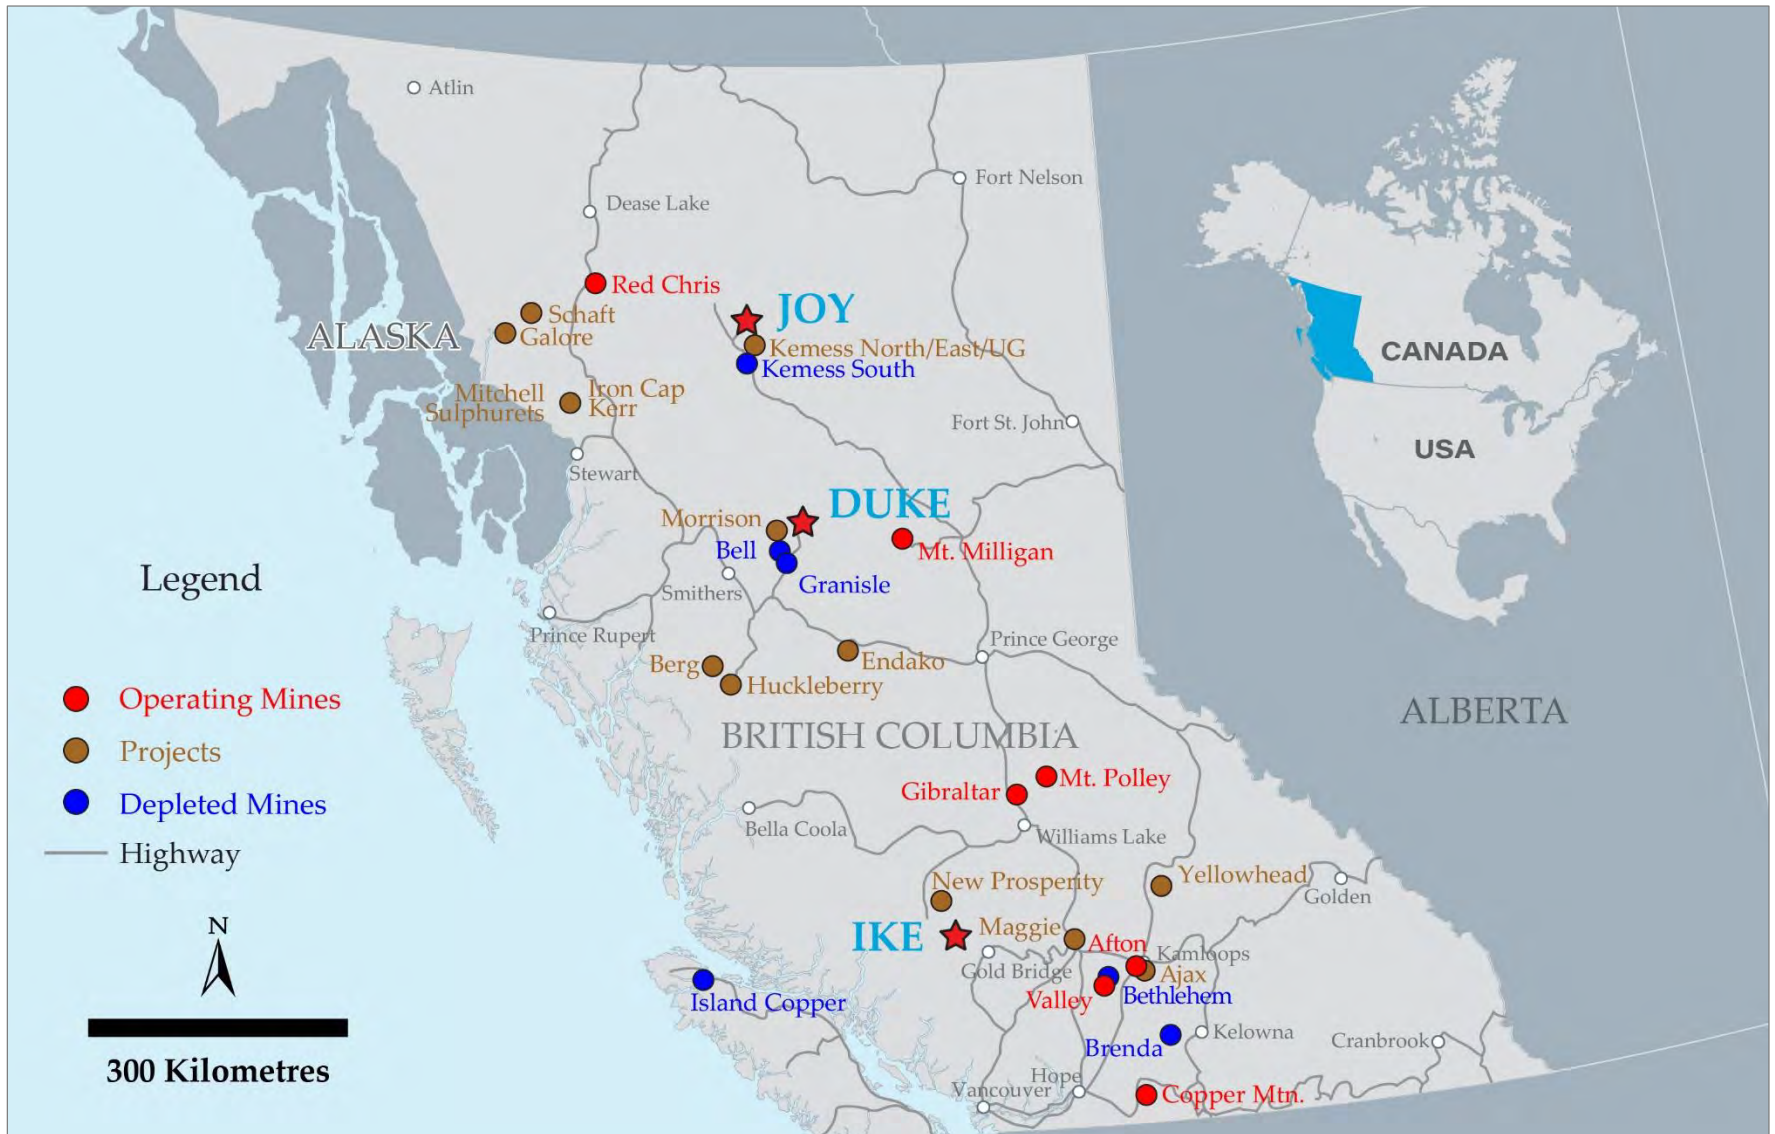 Atlin
Fort Nelson
Dease Lake
Red Chris
JOY
Schaft
ALASKA
Galore
Kemess North/East/UG
Kemess South
CANADA
Mitchell
Sulphurets
Iron Cap
Kerr
Fort St. John
USA
Stewart
DUKE
Morrison
Bell
Mt. Milligan
Granisle
Legend
Smithers
Prince Rupert
Prince George
Berg
Endako
Huckleberry
Operating Mines
Projects
Depleted Mines
Highway
BRITISH COLUMBIA
ALBERTA
Mt. Polley
Gibraltar
Bella Coola
Williams Lake
New Prosperity
Yellowhead
Golden
IKE
Maggie
Afton
Kamloops
Gold Bridge
Ajax
Valley
Bethlehem
Island Copper
N
300 Kilometres
Brenda
Kelowna
Cranbrook
Hope
Vancouver
Copper Mtn.